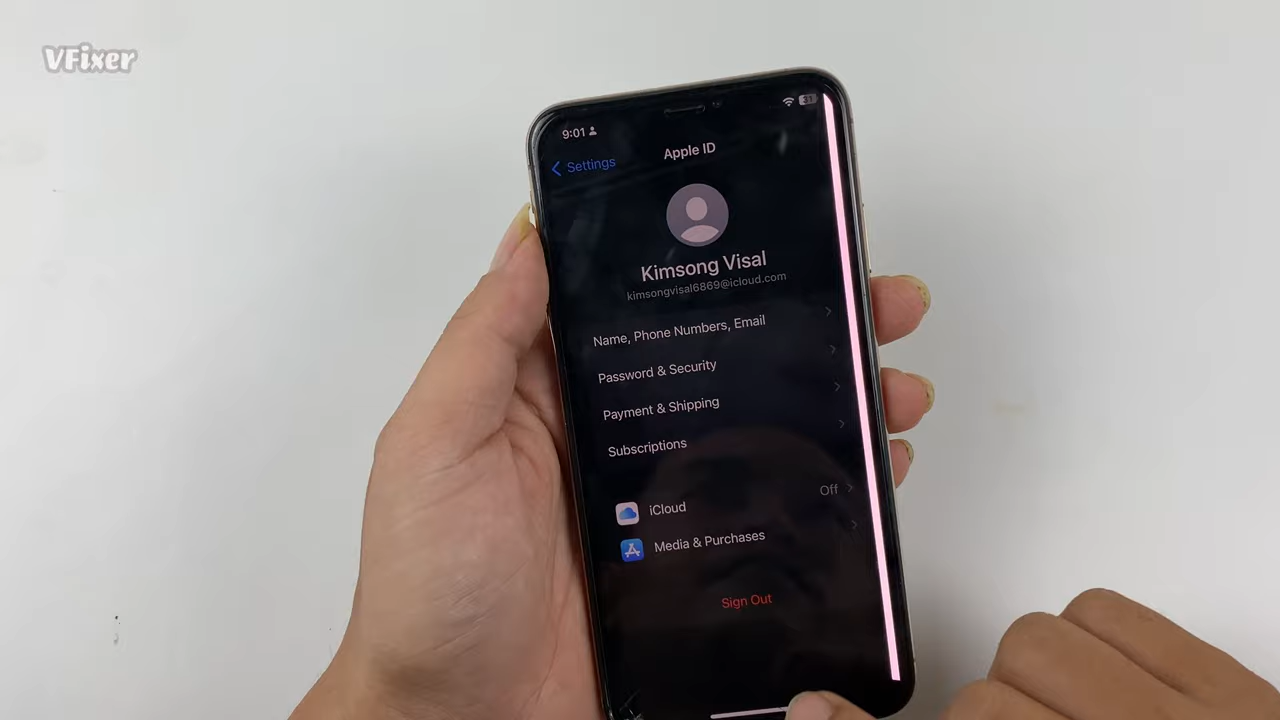 VFixer
9:01
31
Settings
Apple ID
Kimsong Visal
kimsongvisal6869@icloud.com
Name, Phone Numbers, Email
Password & Security
Payment & Shipping
Subscriptions
iCloud
Off
Media & Purchases
Sign Out